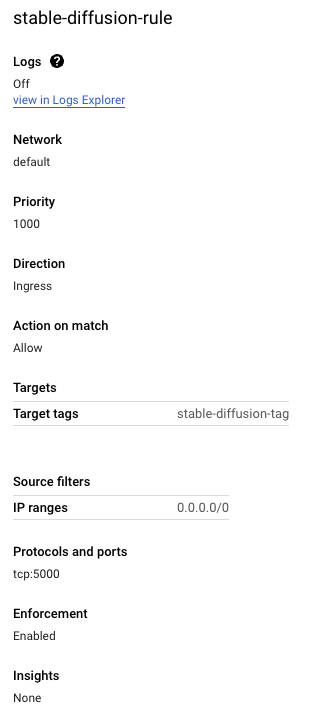 stable-diffusion-rule
Logs ?
Off
view in Logs Explorer
Network
default
Priority
1000
Direction
Ingress
Action on match
Allow
Targets
Target tags stable-diffusion-tag
Source filters
IP ranges 0.0.0.0/0
Protocols and ports
tcp:5000
Enforcement
Enabled
Insights
None